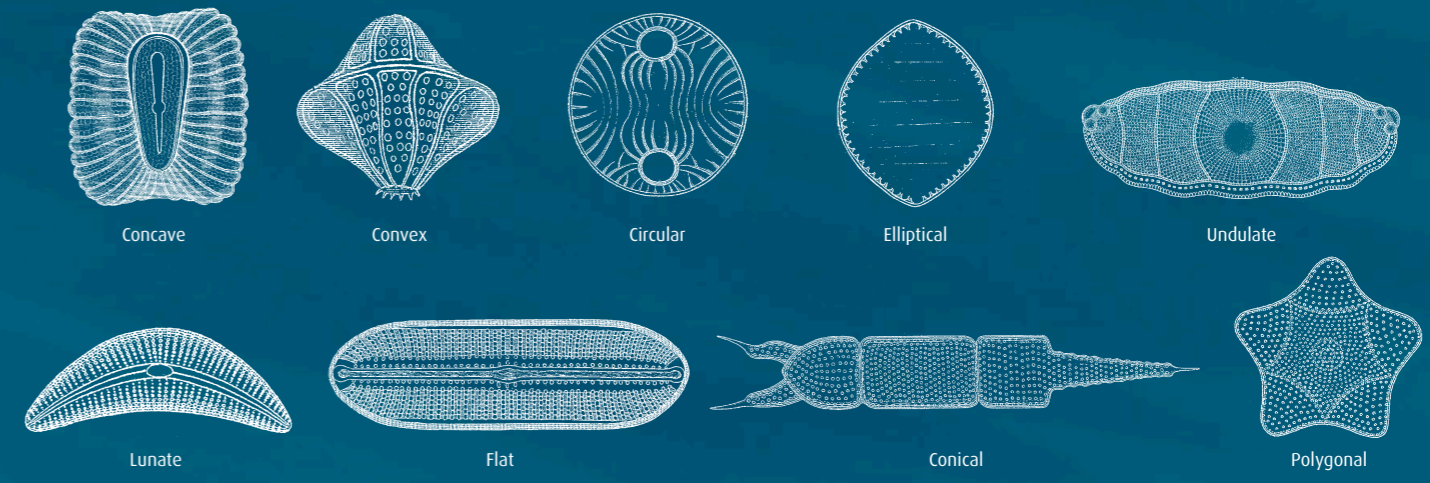 Concave
Convex
Circular
Elliptical
Undulate
Lunate
Flat
Conical
Polygonal